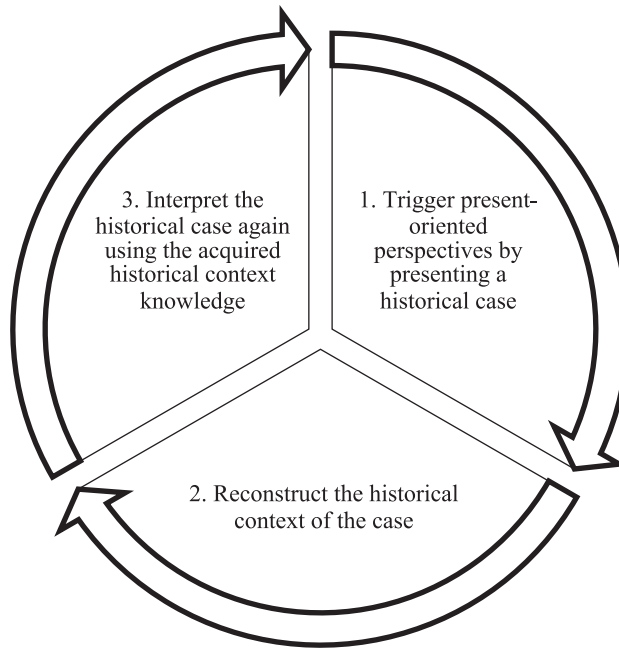 1. Trigger present-
oriented
perspectives by
presenting a
historical case
2. Reconstruct the historical
context of the case
3. Interpret the
historical case again
using the acquired
historical context
knowledge